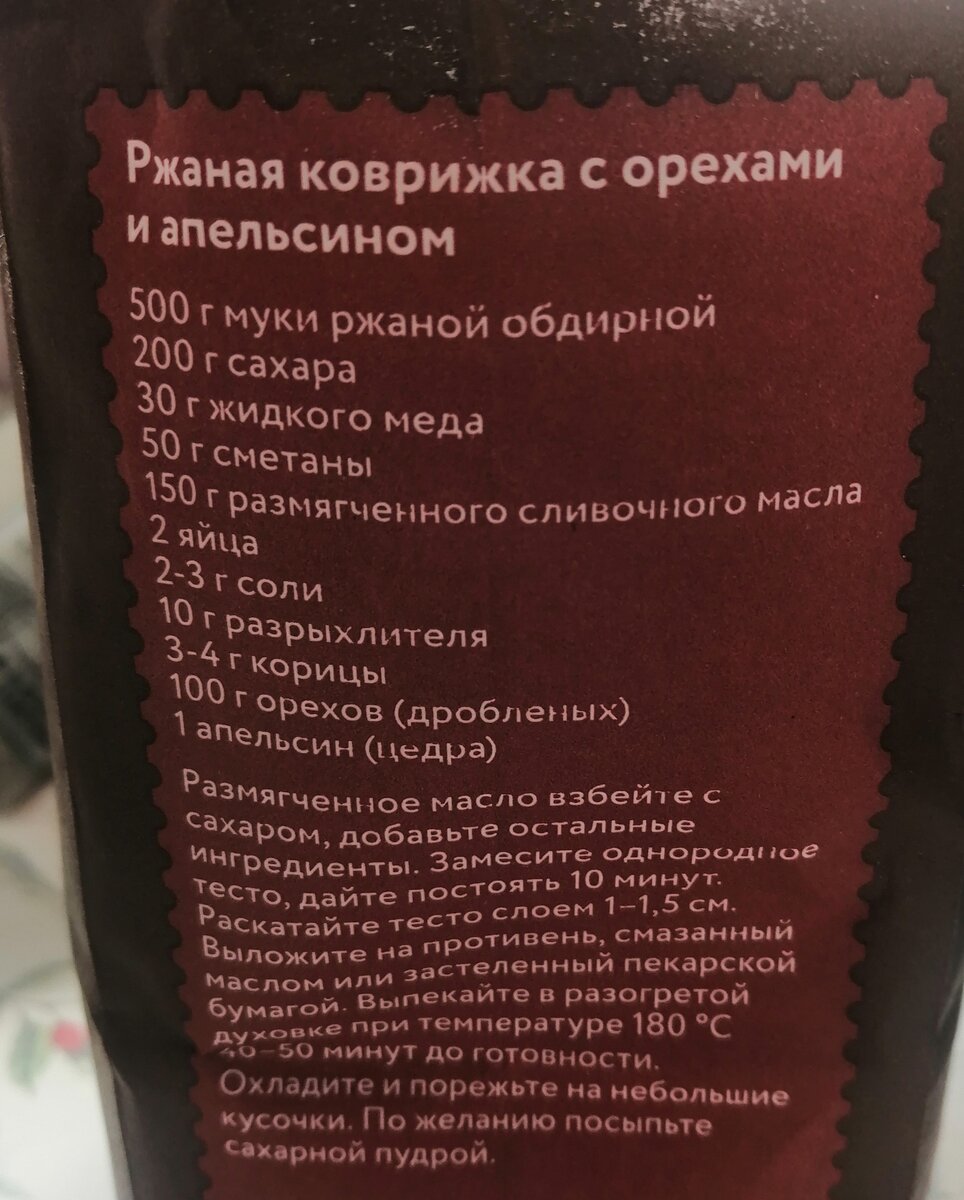 Ржаная коврижка с орехами
и апельсином
500 г муки ржаной обдирной
200 г сахара
30 г жидкого меда
50 г сметаны
150 г размягченного сливочного масла
2 яйца
2-3 г соли
10 г разрыхлителя
3-4 г корицы
100 г орехов (дробленых)
1 апельсин (цедра)
Размягченное масло взбейте с
сахаром, добавьте остальные
ингредиенты. Замесите однородное
тесто, дайте постоять 10 минут.
Раскатайте тесто слоем 1–1,5 см.
Выложите на противень, смазанный
маслом или застеленный пекарской
бумагой. Выпекайте в разогретой
духовке при температуре 180 °C
40–50 минут до готовности.
Охладите и порежьте на небольшие
кусочки. По желанию посыпьте
сахарной пудрой.